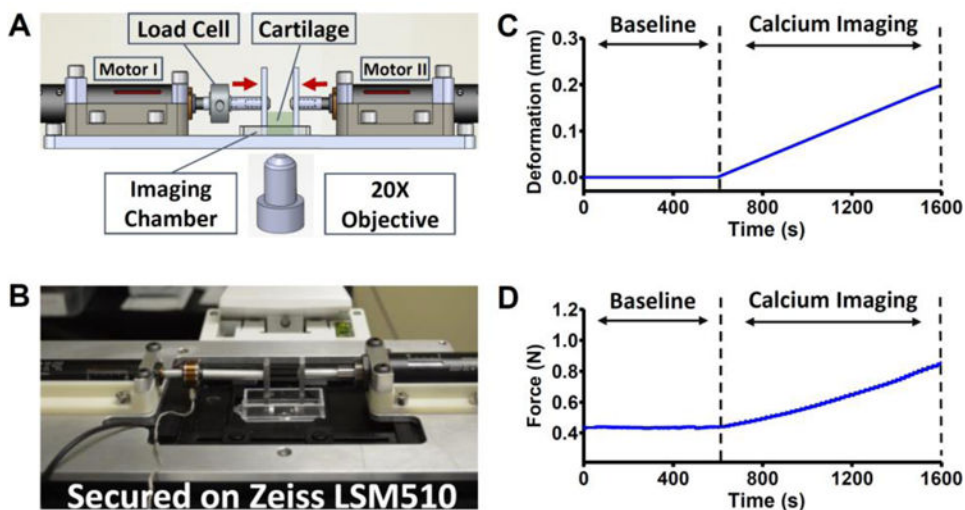 A
Load Cell
Cartilage
Motor I
Motor II
Imaging
Chamber
20X
Objective
B
Secured on Zeiss LSM510
C
Baseline
Calcium Imaging
Deformation (mm)
0.3
0.2
0.1
0.0
0
400
800
1200
1600
Time (s)
D
Baseline
Calcium Imaging
Force (N)
1.2
1.0
0.8
0.6
0.4
0
400
800
1200
1600
Time (s)